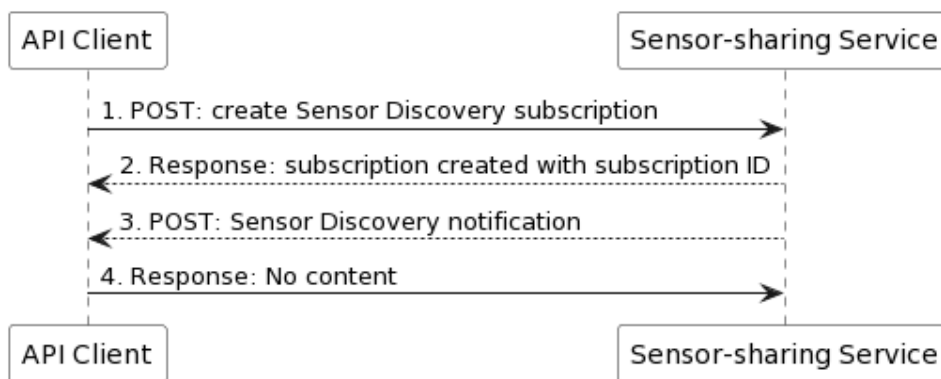 API Client
Sensor-sharing Service
1. POST: create Sensor Discovery subscription
2. Response: subscription created with subscription ID
3. POST: Sensor Discovery notification
4. Response: No content
API Client
Sensor-sharing Service